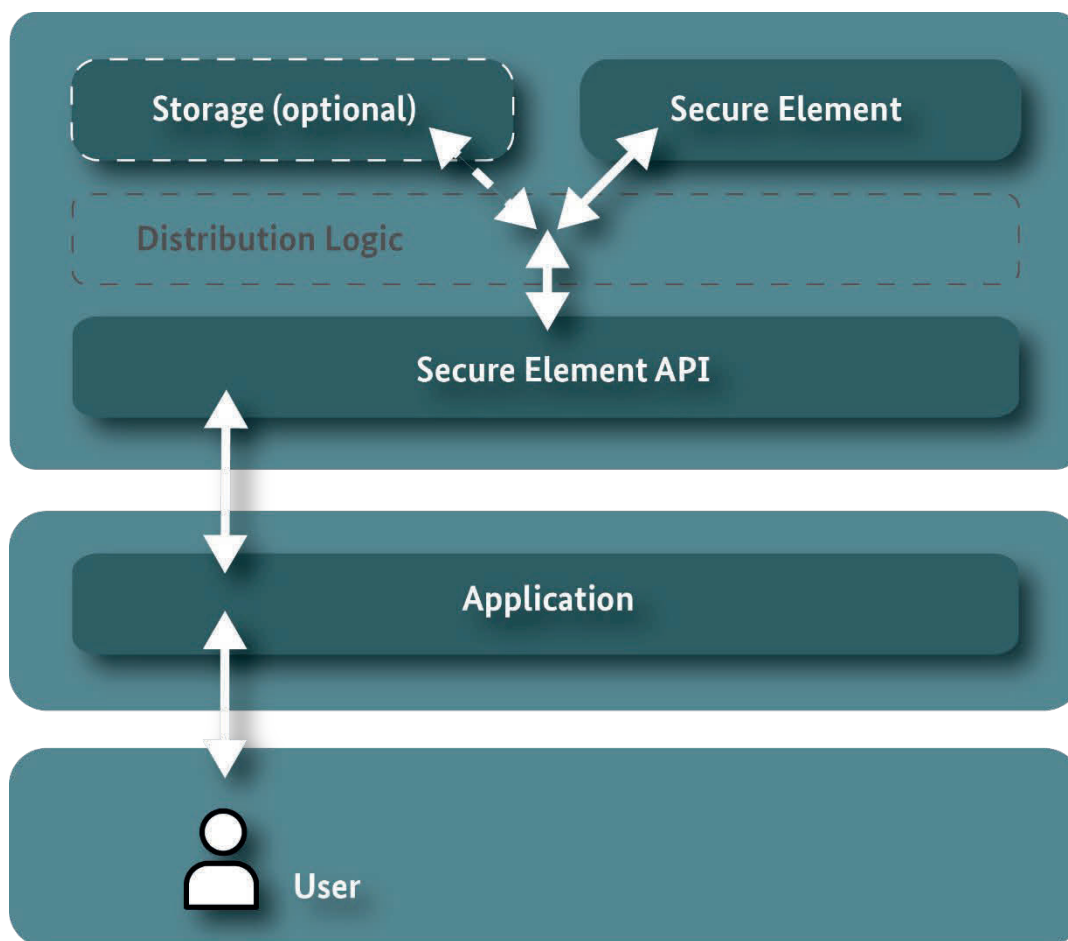 Storage (optional)
Secure Element
Distribution Logic
Secure Element API
Application
User